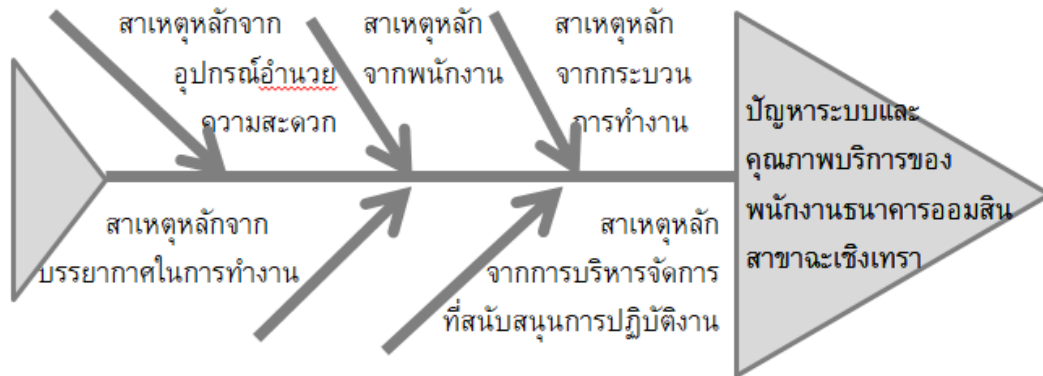 สาเหตุหลักจาก
อุปกรณ์อำนวย
ความสะดวก
สาเหตุหลัก
จากพนักงาน
สาเหตุหลัก
จากกระบวน
การทำงาน
ปัญหาระบบและ
คุณภาพบริการของ
พนักงานธนาคารออมสิน
สาขาฉะเชิงเทรา
สาเหตุหลักจาก
บรรยากาศในการทำงาน
สาเหตุหลัก
จากการบริหารจัดการ
ที่สนับสนุนการปฏิบัติงาน